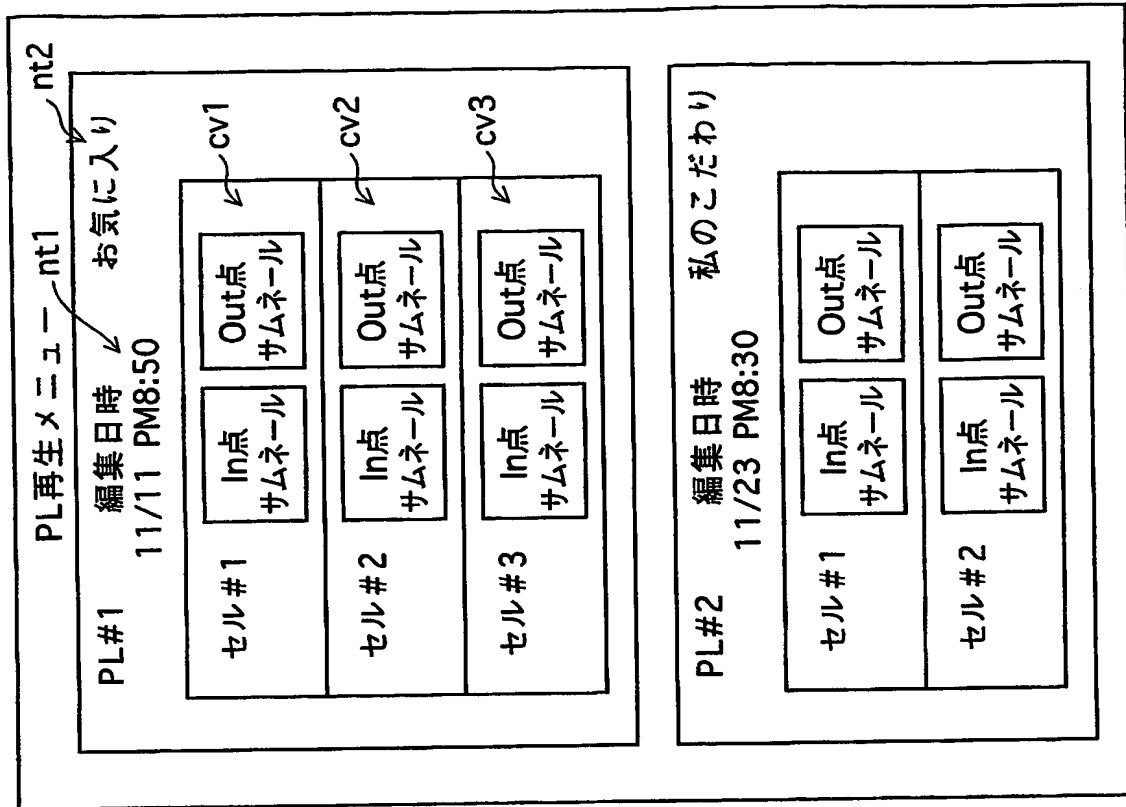 PL再生メニュー
nt1
nt2
PL#1 編集日時 お気に入り
11/11 PM8:50
セル#1
In点
サムネール
Out点
サムネール
cv1
セル#2
In点
サムネール
Out点
サムネール
cv2
セル#3
In点
サムネール
Out点
サムネール
cv3
PL#2 編集日時 私のこだわり
11/23 PM8:30
セル#1
In点
サムネール
Out点
サムネール
セル#2
In点
サムネール
Out点
サムネール